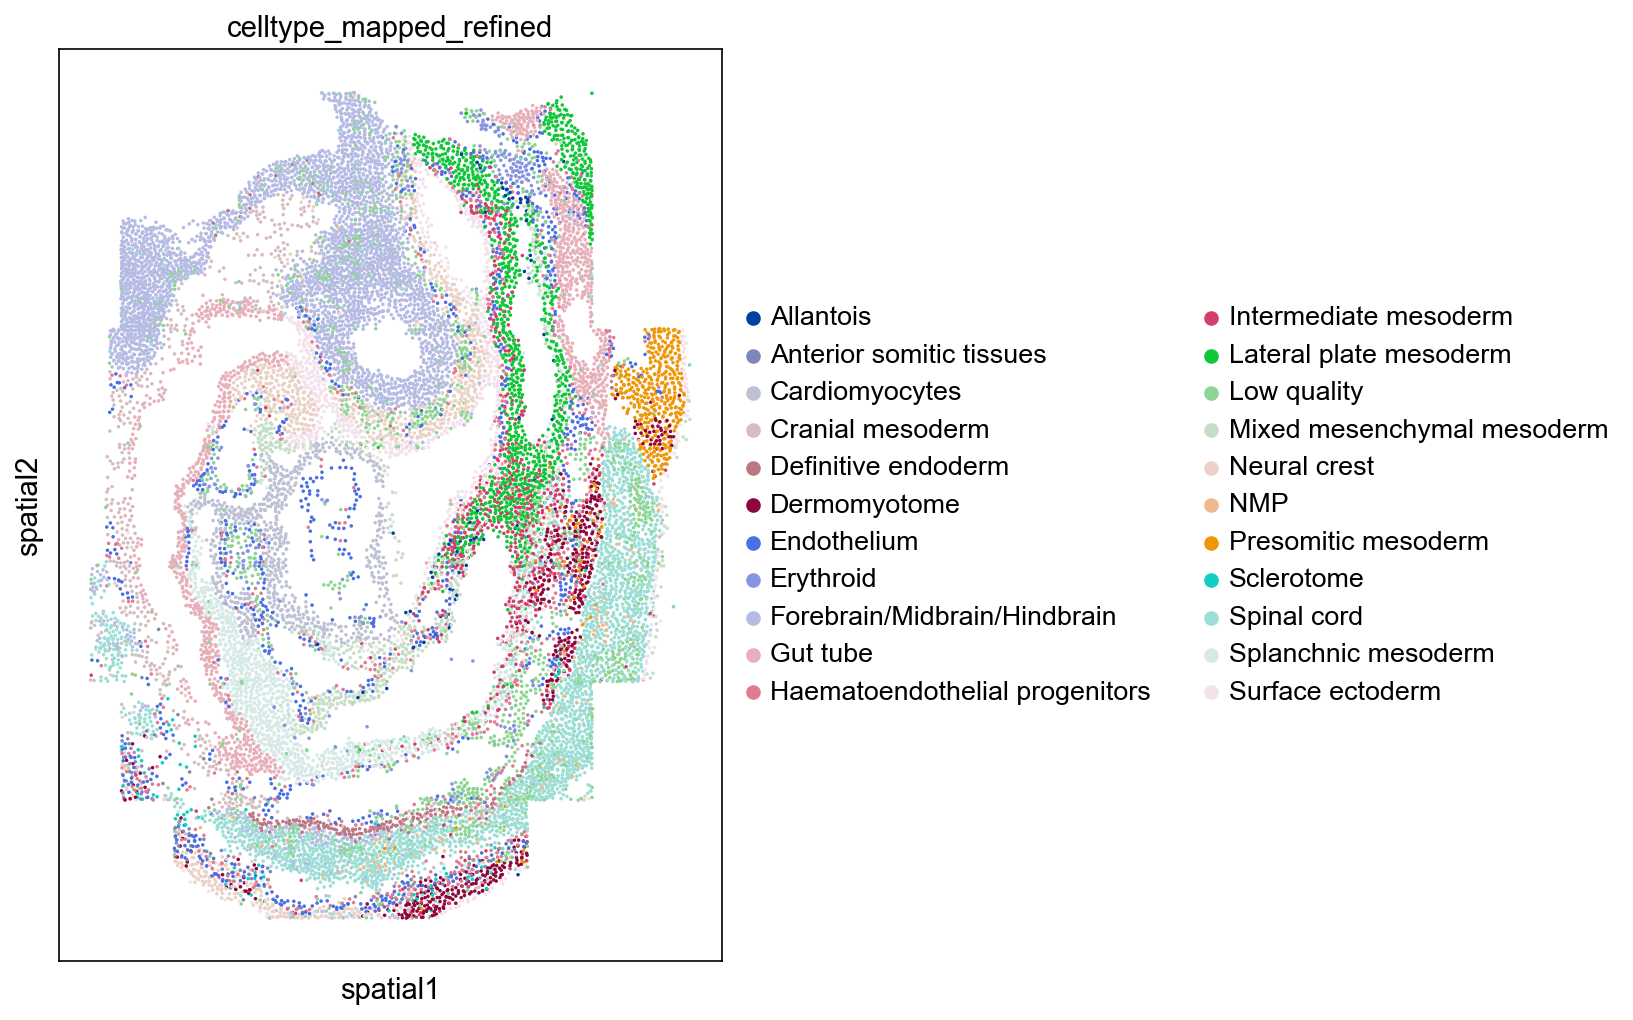 celltype_mapped_refined
spatial2
spatial1
Allantois
Anterior somitic tissues
Cardiomyocytes
Cranial mesoderm
Definitive endoderm
Dermomyotome
Endothelium
Erythroid
Forebrain/Midbrain/Hindbrain
Gut tube
Haematoendothelial progenitors
Intermediate mesoderm
Lateral plate mesoderm
Low quality
Mixed mesenchymal mesoderm
Neural crest
NMP
Presomitic mesoderm
Sclerotome
Spinal cord
Splanchnic mesoderm
Surface ectoderm